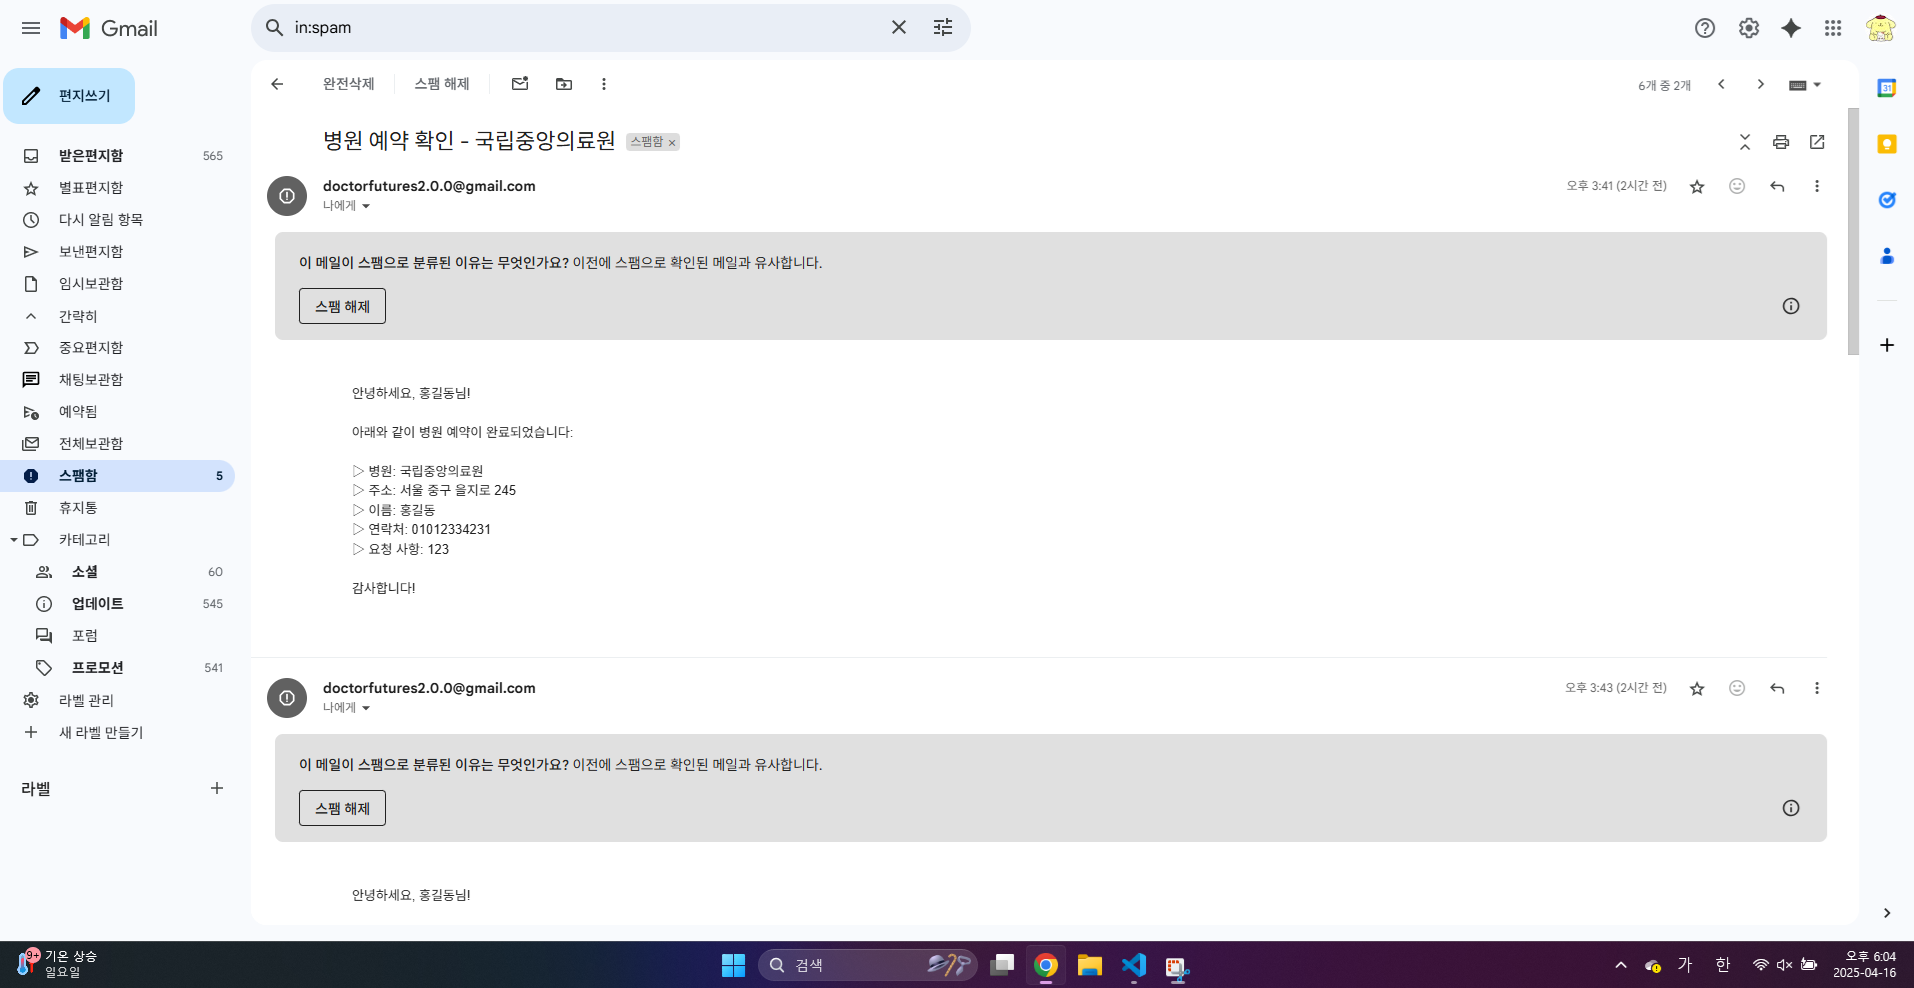 Gmail
in:spam
편지쓰기
받은편지함 565
별표편지함
다시 알림 항목
보낸편지함
임시보관함
간략히
중요편지함
채팅보관함
예약됨
전체보관함
스팸함 5
휴지통
카테고리
소셜 60
업데이트 545
포럼
프로모션 541
라벨 관리
새 라벨 만들기
라벨
완전삭제 스팸 해제
6개 중 2개
병원 예약 확인 - 국립중앙의료원 스팸함 ×
doctorfutures2.0.0@gmail.com 오후 3:41 (2시간 전)
나에게
이 메일이 스팸으로 분류된 이유는 무엇인가요? 이전에 스팸으로 확인된 메일과 유사합니다.
스팸 해제
안녕하세요, 홍길동님!
아래와 같이 병원 예약이 완료되었습니다:
▷ 병원: 국립중앙의료원
▷ 주소: 서울 중구 을지로 245
▷ 이름: 홍길동
▷ 연락처: 01012334231
▷ 요청 사항: 123
감사합니다!
doctorfutures2.0.0@gmail.com 오후 3:43 (2시간 전)
나에게
이 메일이 스팸으로 분류된 이유는 무엇인가요? 이전에 스팸으로 확인된 메일과 유사합니다.
스팸 해제
안녕하세요, 홍길동님!
31
9+
기온 상승
일요일
검색
가 한
오후 6:04
2025-04-16